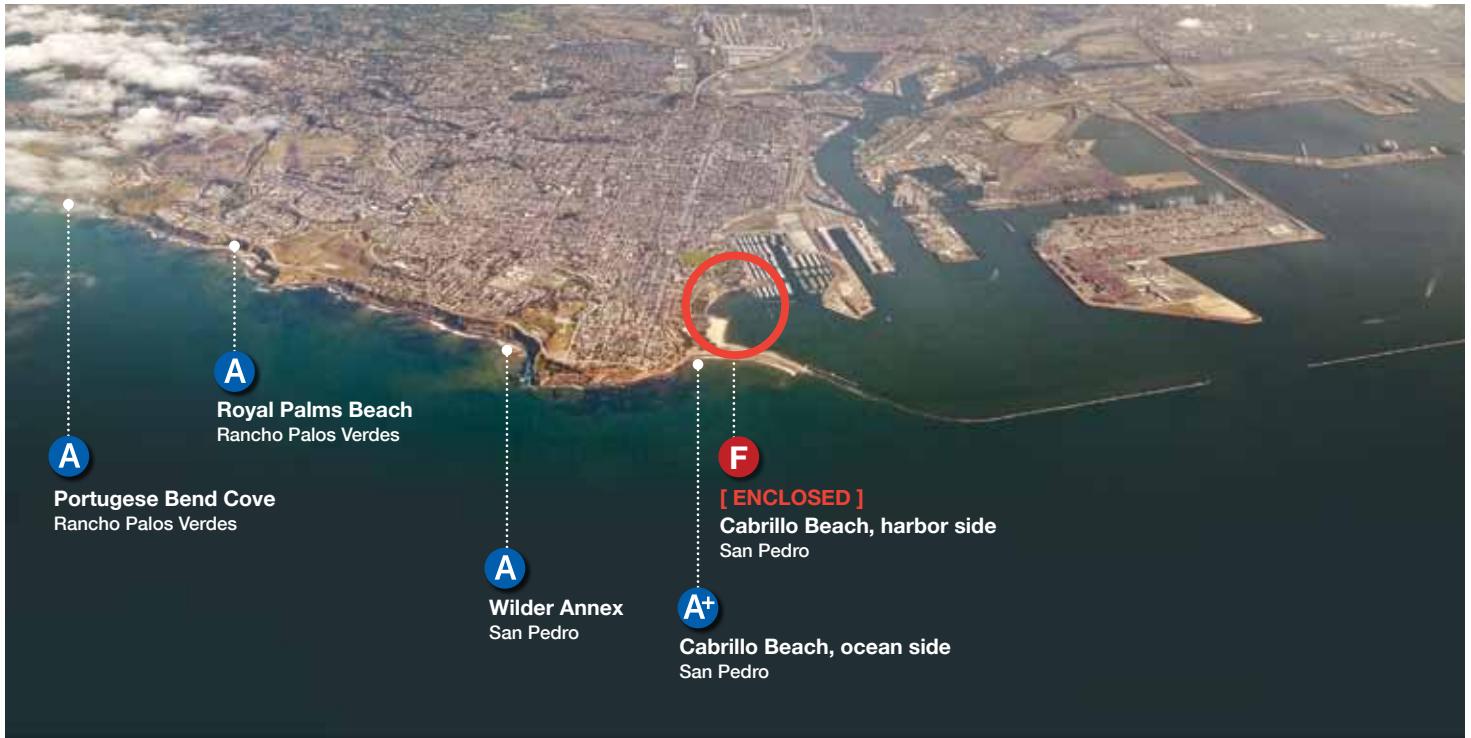 A
Portugese Bend Cove
Rancho Palos Verdes
A
Royal Palms Beach
Rancho Palos Verdes
A
Wilder Annex
San Pedro
A+
Cabrillo Beach, ocean side
San Pedro
F
[ ENCLOSED ]
Cabrillo Beach, harbor side
San Pedro